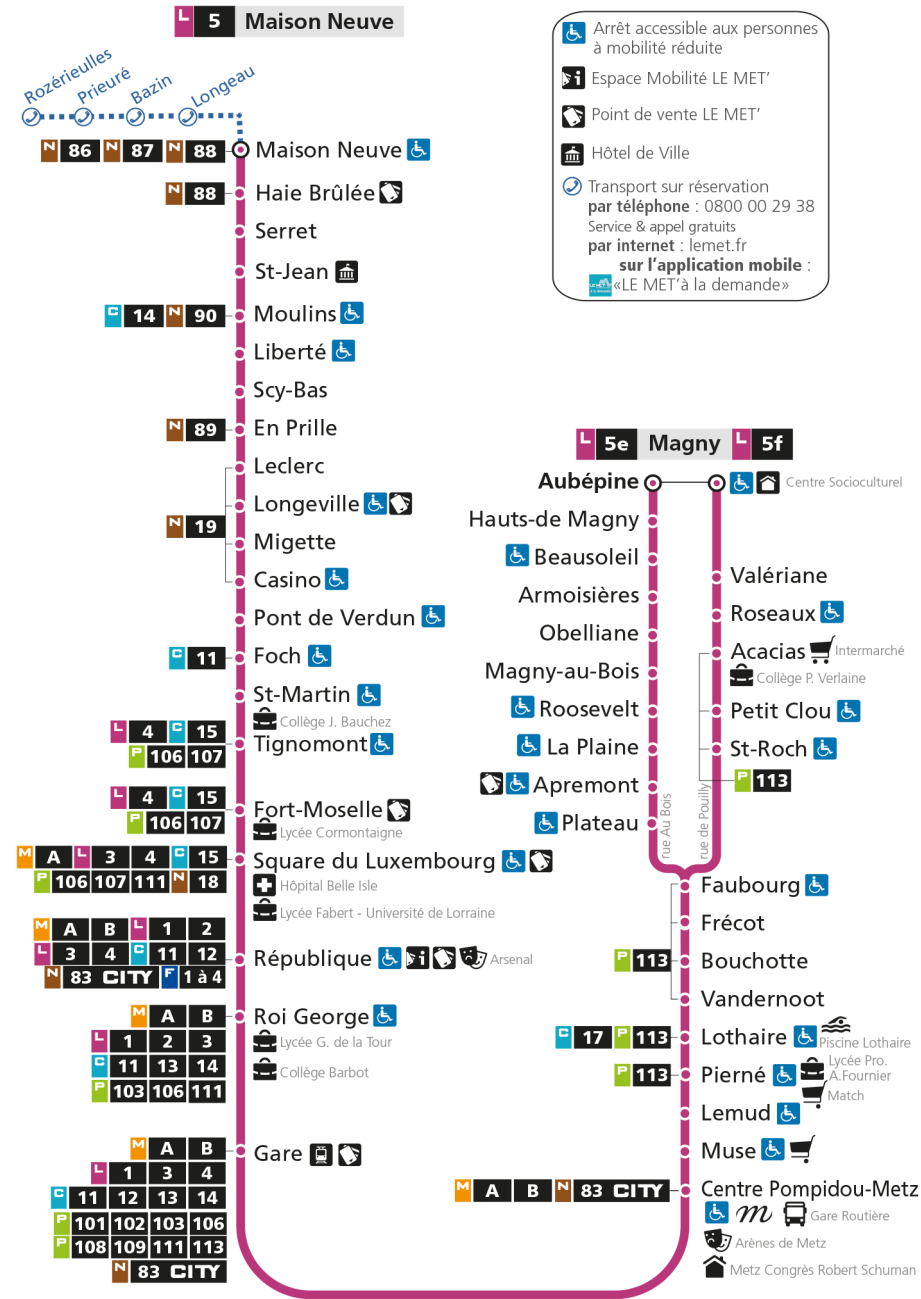 L 5 Maison Neuve
Rozérieulles
Prieuré
Bazin
Longeau
N 86 N 87 N 88 Maison Neuve
N 88 Haie Brûlée
Serret
St-Jean
C 14 N 90 Moulins
Liberté
Scy-Bas
N 89 En Prille
Leclerc
Longeville
N 19
Migette
Casino
Pont de Verdun
C 11 Foch
St-Martin
Collège J. Bauchez
L 4 C 15
Tignomont
P 106 107
L 4 C 15
Fort-Moselle
P 106 107
Lycée Cormontaigne
M A L 3 4 C 15
Square du Luxembourg
P 106 107 111 N 18
Hôpital Belle Isle
Lycée Fabert - Université de Lorraine
M A B L 1 2
L 3 4 C 11 12
République
Arsenal
N 83 CITY F 1 à 4
M A B Roi George
L 1 2 3
Lycée G. de la Tour
C 11 13 14
Collège Barbot
P 103 106 111
M A B Gare
L 1 3 4
C 11 12 13 14
P 101 102 103 106
P 108 109 111 113
N 83 CITY
Arrêt accessible aux personnes
à mobilité réduite
i Espace Mobilité LE MET’
Point de vente LE MET’
Hôtel de Ville
Transport sur réservation
par téléphone : 0800 00 29 38
Service & appel gratuits
par internet : lemet.fr
sur l’application mobile :
«LE MET’à la demande»
L 5e Magny L 5f
Aubépine
Centre Socioculturel
Hauts-de Magny
Beausoleil
Armoisières
Obelliane
Magny-au-Bois
Roosevelt
La Plaine
Apremont
Plateau
rue Au Bois
rue de Pouilly
Valériane
Roseaux
Acacias
Intermarché
Collège P. Verlaine
Petit Clou
St-Roch
P 113
Faubourg
Frécot
P 113 Bouchotte
Vandernoot
C 17 P 113 Lothaire
Piscine Lothaire
P 113 Pierné
Lycée Pro.
A.Fournier
Match
Lemud
Muse
M A B N 83 CITY Centre Pompidou-Metz
m Gare Routière
Arènes de Metz
Metz Congrès Robert Schuman